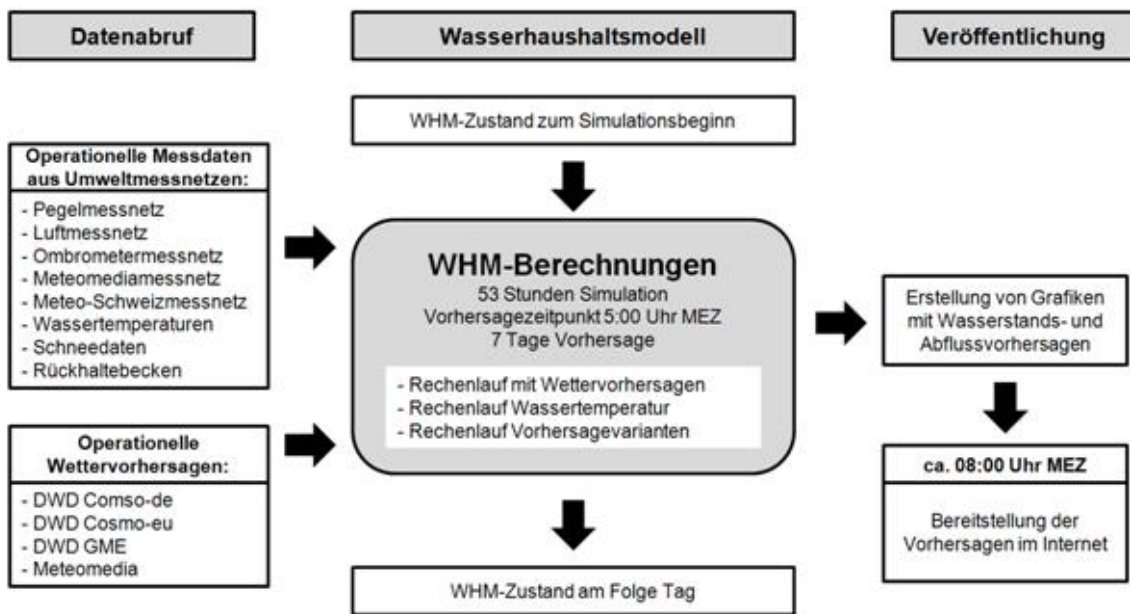 Datenabruf
Wasserhaushaltsmodell
Veröffentlichung
WHM-Zustand zum Simulationsbeginn
Operationelle Messdaten
aus Umweltmessnetzen:
- Pegelmessnetz
- Luftmessnetz
- Ombrometermessnetz
- Meteomediamessnetz
- Meteo-Schweizmessnetz
- Wassertemperaturen
- Schneedaten
- Rückhaltebecken
Operationelle
Wettervorhersagen:
- DWD Comso-de
- DWD Cosmo-eu
- DWD GME
- Meteomedia
WHM-Berechnungen
53 Stunden Simulation
Vorhersagezeitpunkt 5:00 Uhr MEZ
7 Tage Vorhersage
- Rechenlauf mit Wettervorhersagen
- Rechenlauf Wassertemperatur
- Rechenlauf Vorhersagevarianten
WHM-Zustand am Folge Tag
Erstellung von Grafiken
mit Wasserstands- und
Abflussvorhersagen
ca. 08:00 Uhr MEZ
Bereitstellung der
Vorhersagen im Internet